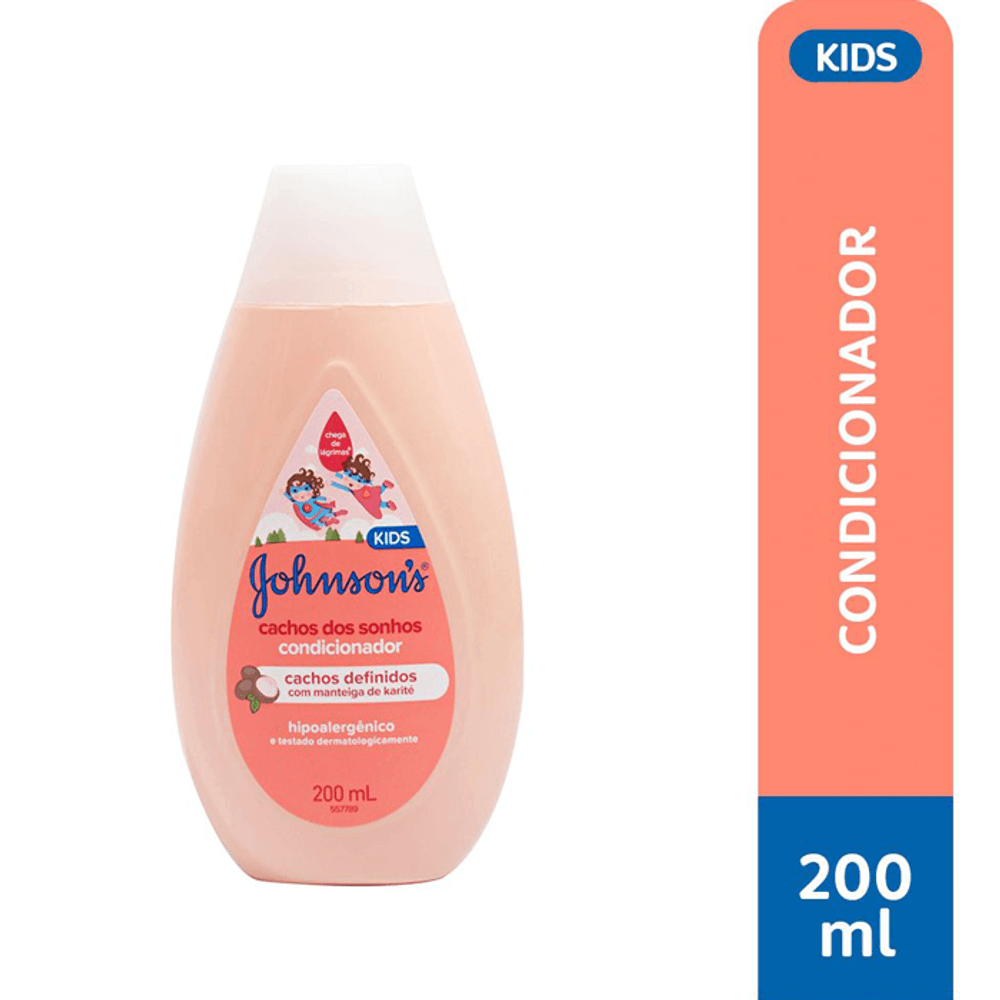 chega
de
lágrimas®
KIDS
Johnson's®
cachos dos sonhos
condicionador
cachos definidos
com manteiga de karité
hipoalergênico
e testado dermatologicamente
200 mL
557789
KIDS
CONDICIONADOR
200
ml